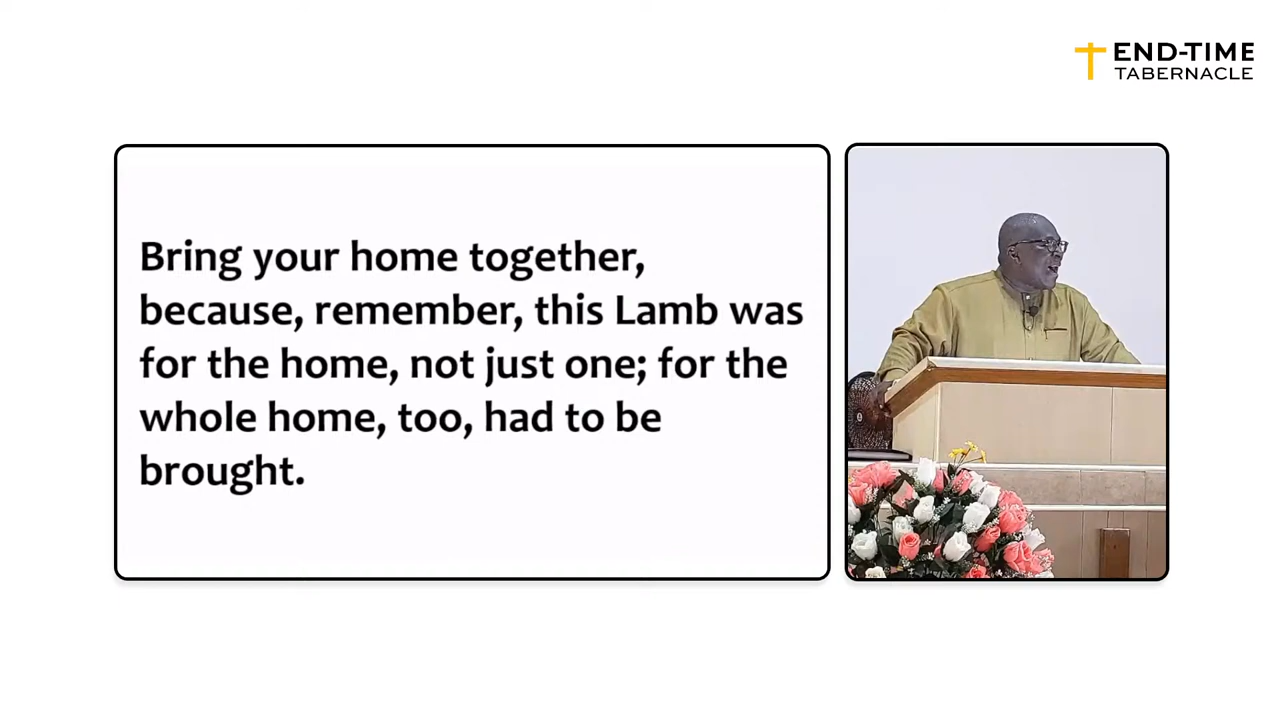 END-TIME
TABERNACLE
Bring your home together,
because, remember, this Lamb was
for the home, not just one; for the
whole home, too, had to be
brought.